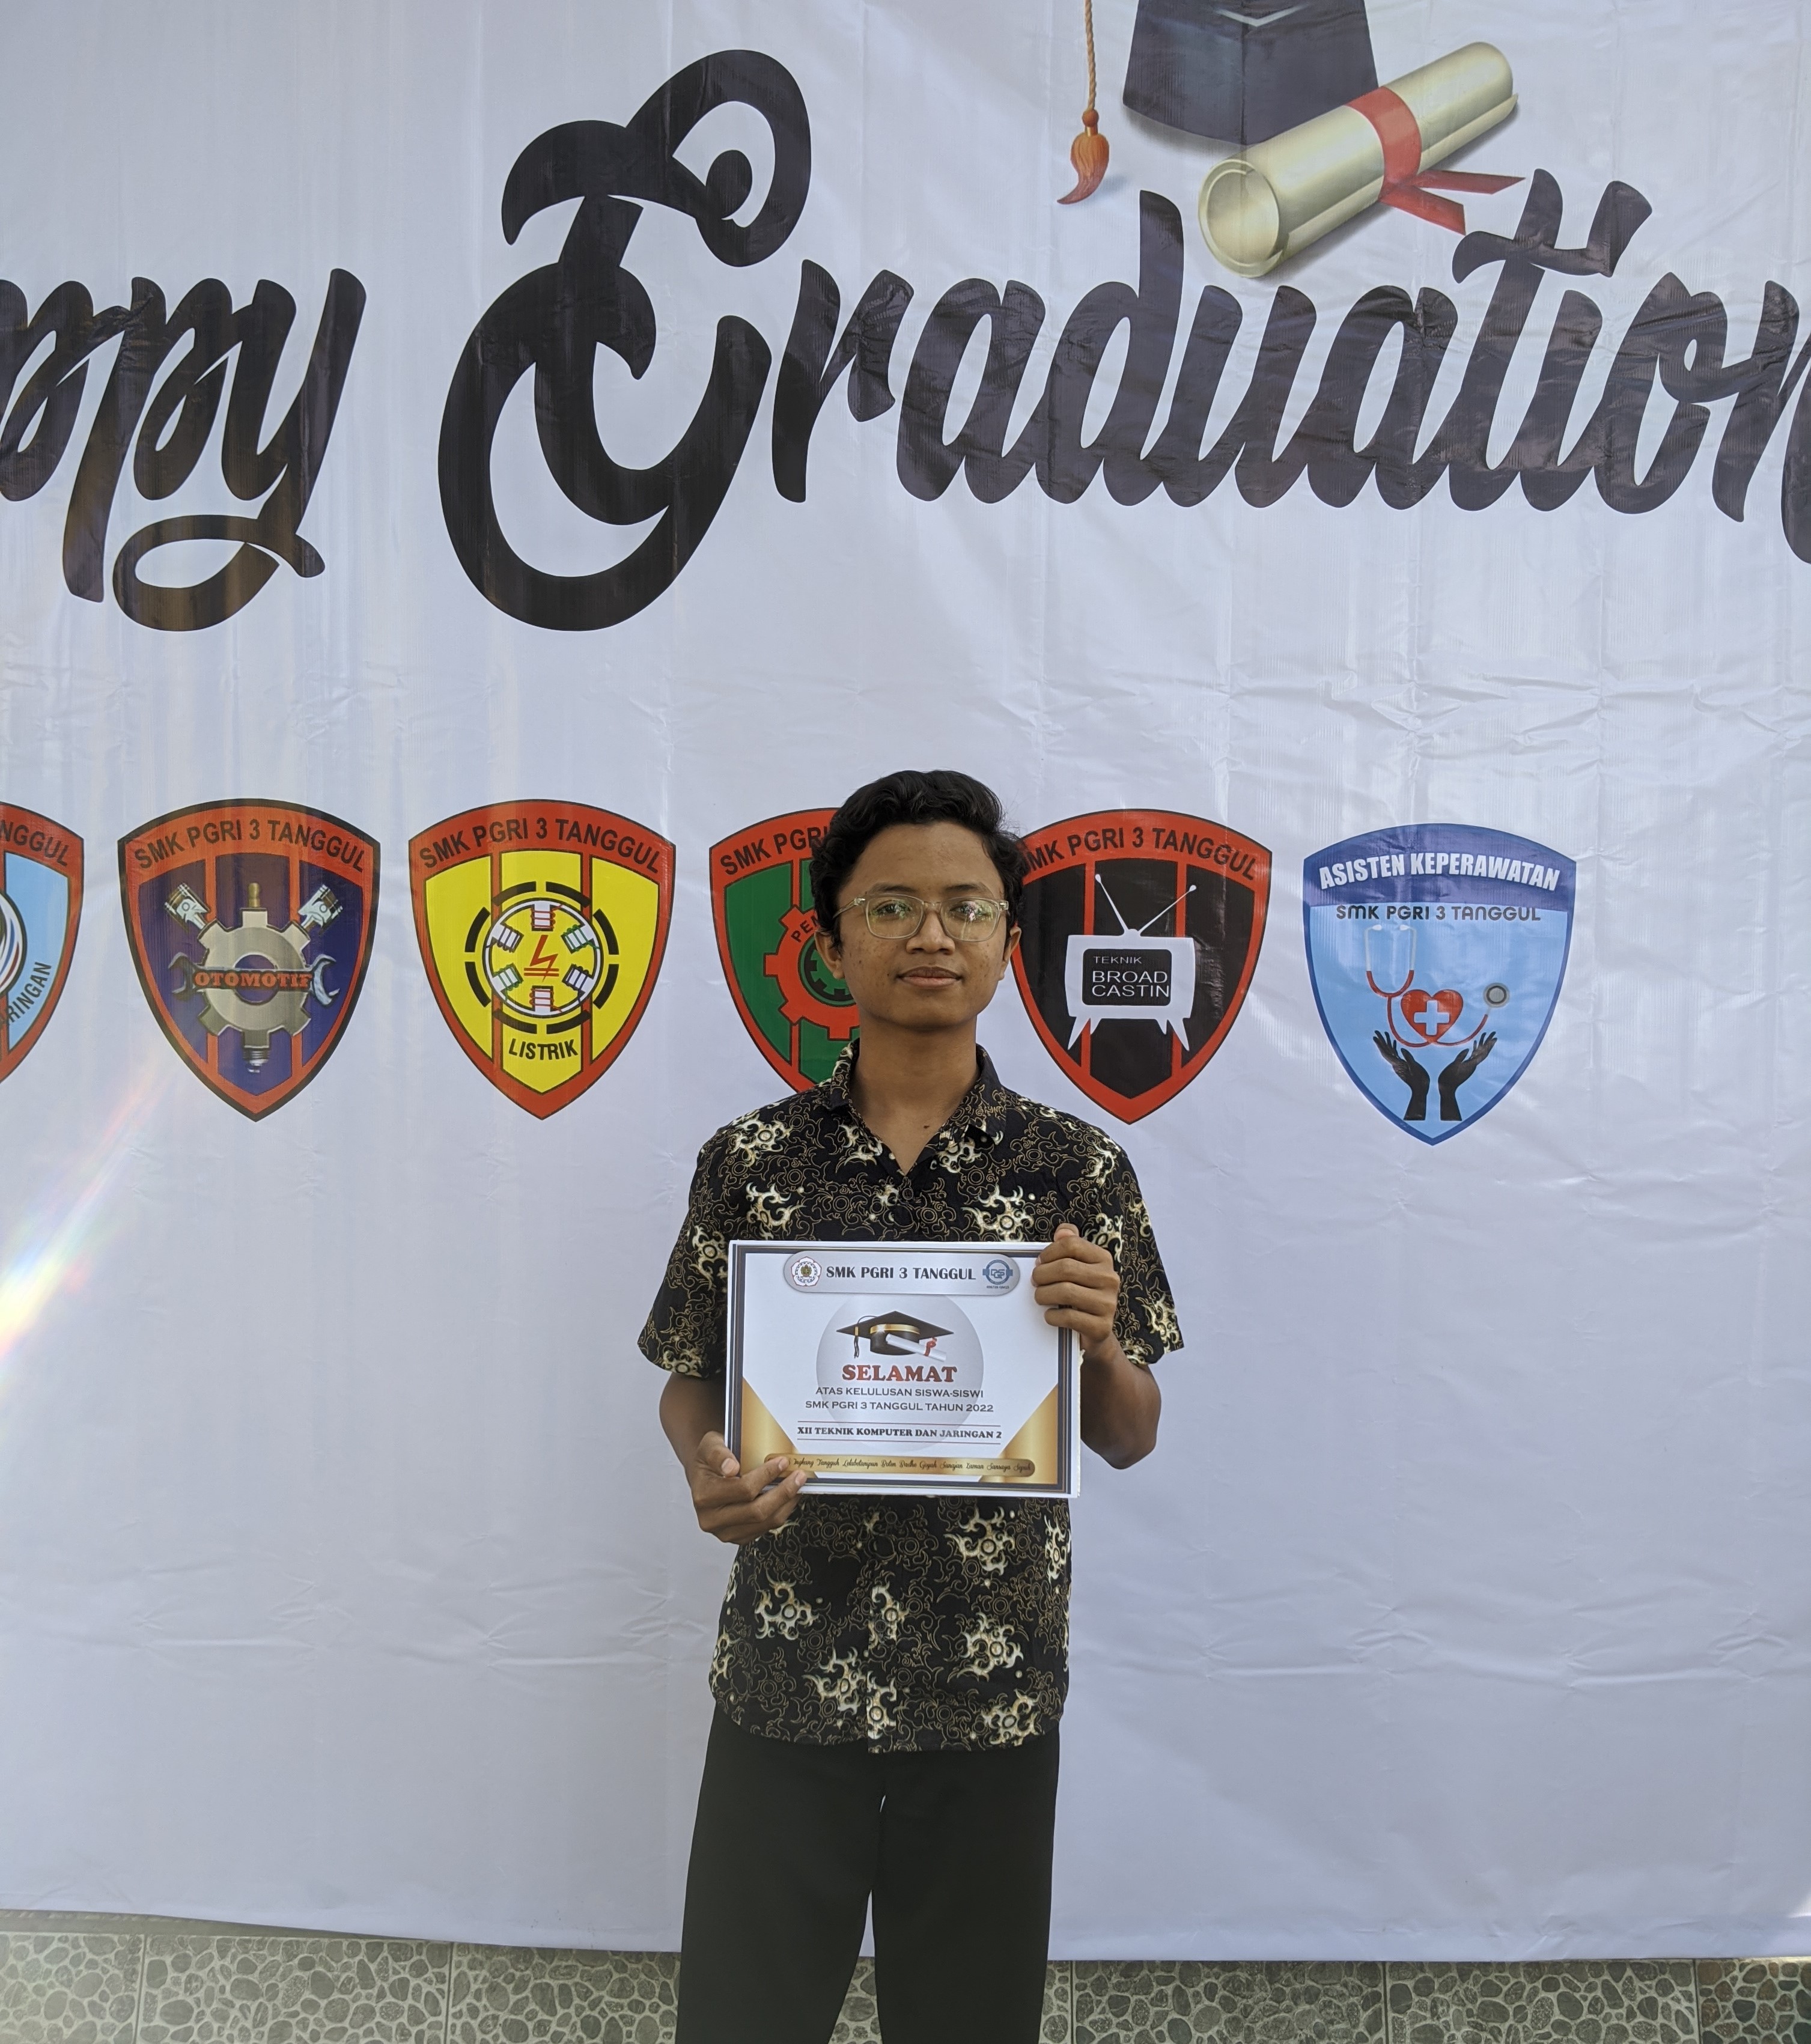 ppy Graduation
NGGUL
RINGAN
SMK PGRI 3 TANGGUL
OTOMOTIF
SMK PGRI 3 TANGGUL
LISTRIK
SMK PGRI
PE
SMK PGRI 3 TANGGUL
TEKNIK
BROAD
CASTIN
ASISTEN KEPERAWATAN
SMK PGRI 3 TANGGUL
SMK PGRI 3 TANGGUL
SELAMAT
ATAS KELULUSAN SISWA-SISWI
SMK PGRI 3 TANGGUL TAHUN 2022
XII TEKNIK KOMPUTER DAN JARINGAN 2